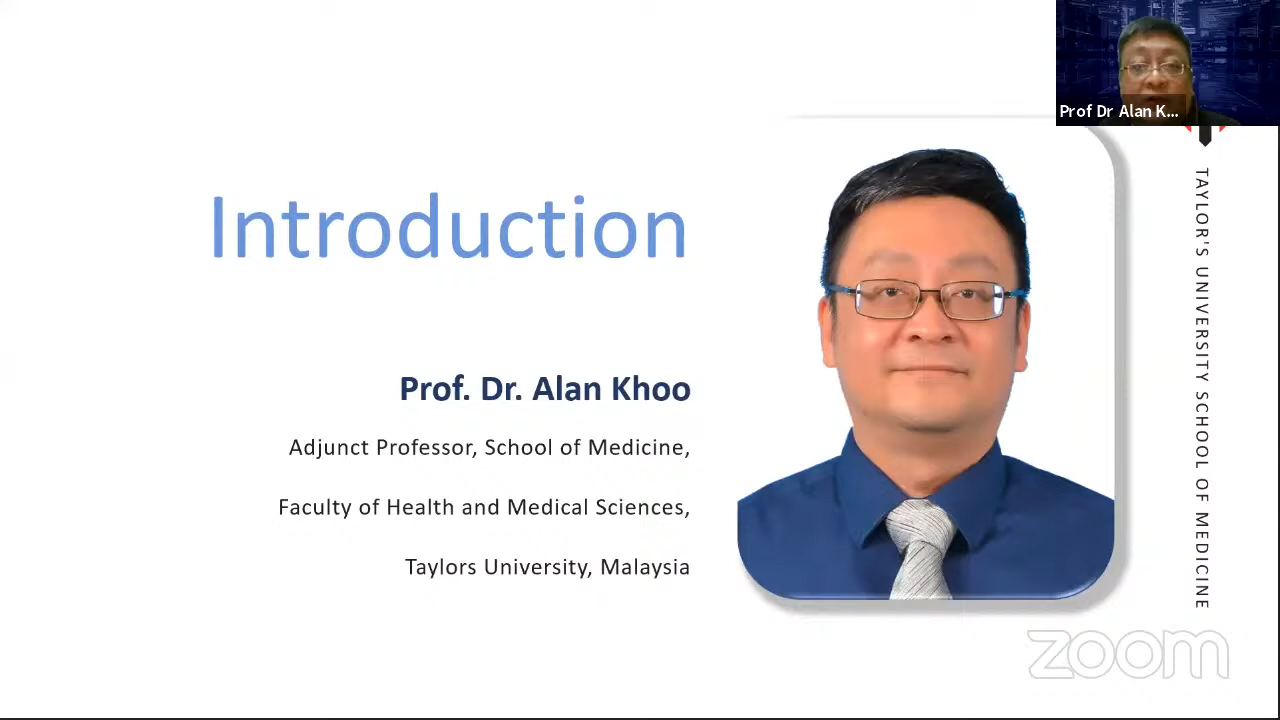 Prof Dr Alan K...
Introduction
Prof. Dr. Alan Khoo
Adjunct Professor, School of Medicine,
Faculty of Health and Medical Sciences,
Taylors University, Malaysia
TAYLOR'S UNIVERSITY SCHOOL OF MEDICINE
zoom